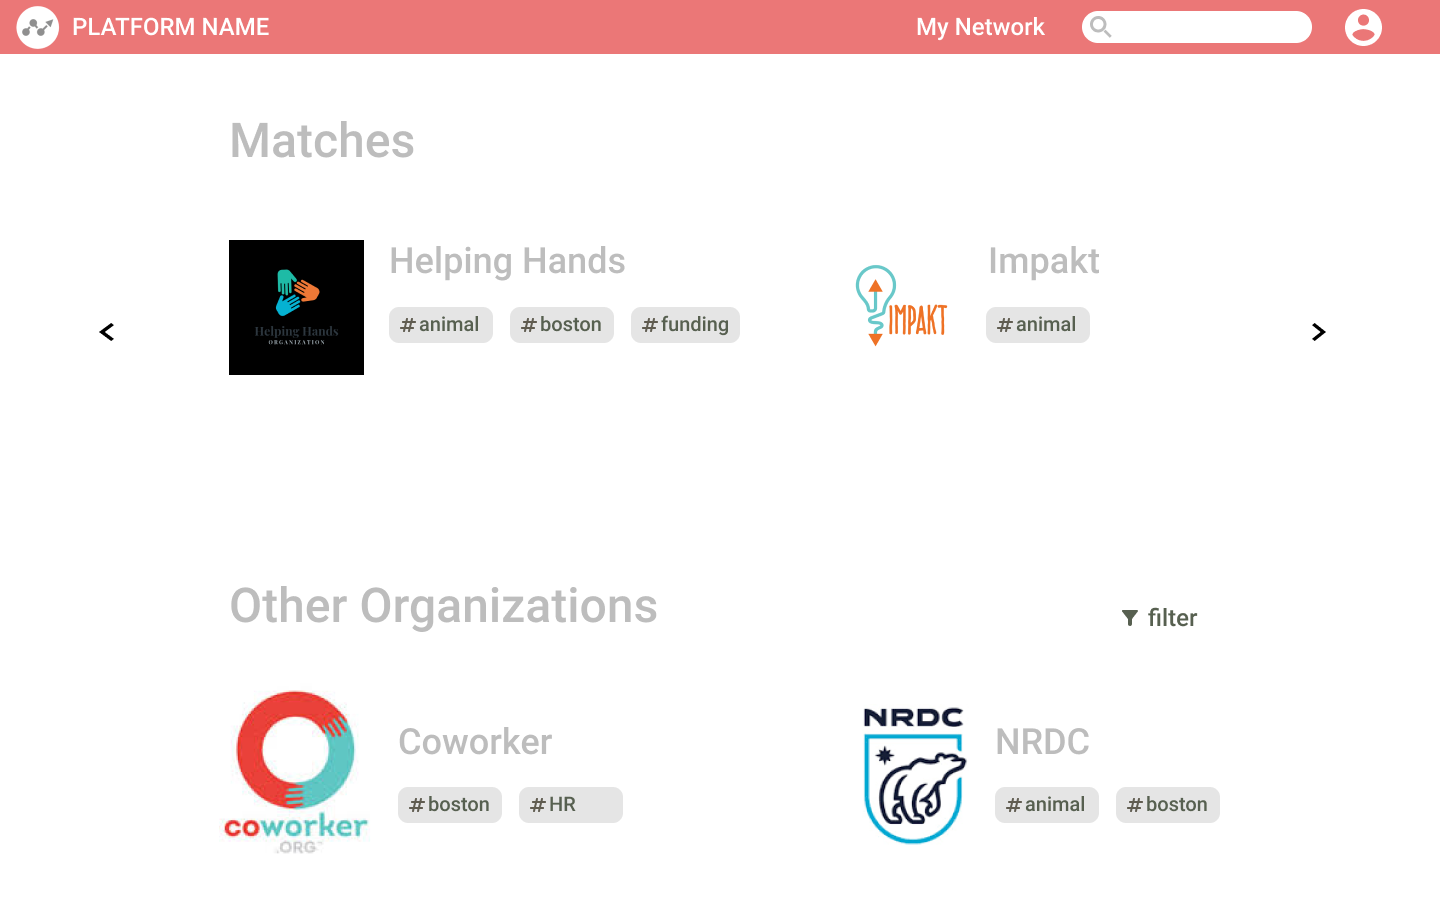 PLATFORM NAME
My Network
Matches
Helping Hands
#animal #boston #funding
Helping Hands
ORGANIZATION
Impakt
#animal
IMPAKT
<
>
Other Organizations
filter
Coworker
#boston #HR
coworker
.ORG™
NRDC
NRDC
#animal #boston